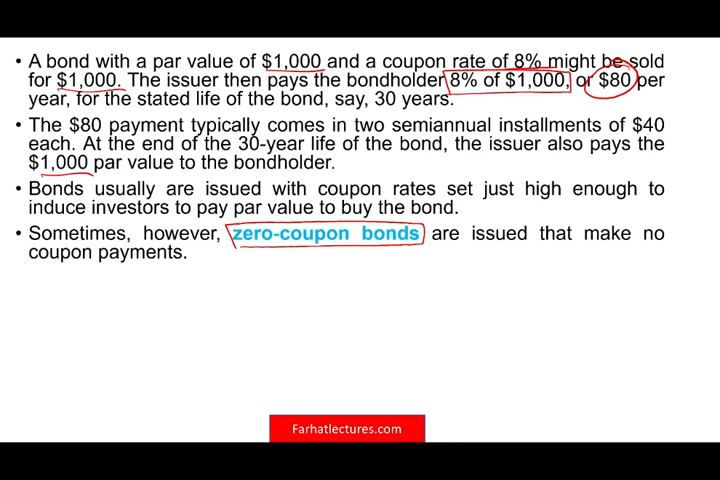 • A bond with a par value of $1,000 and a coupon rate of 8% might be sold
for $1,000. The issuer then pays the bondholder 8% of $1,000, or $80 per
year, for the stated life of the bond, say, 30 years.
• The $80 payment typically comes in two semiannual installments of $40
each. At the end of the 30-year life of the bond, the issuer also pays the
$1,000 par value to the bondholder.
• Bonds usually are issued with coupon rates set just high enough to
induce investors to pay par value to buy the bond.
• Sometimes, however, zero-coupon bonds are issued that make no
coupon payments.
Farhatlectures.com